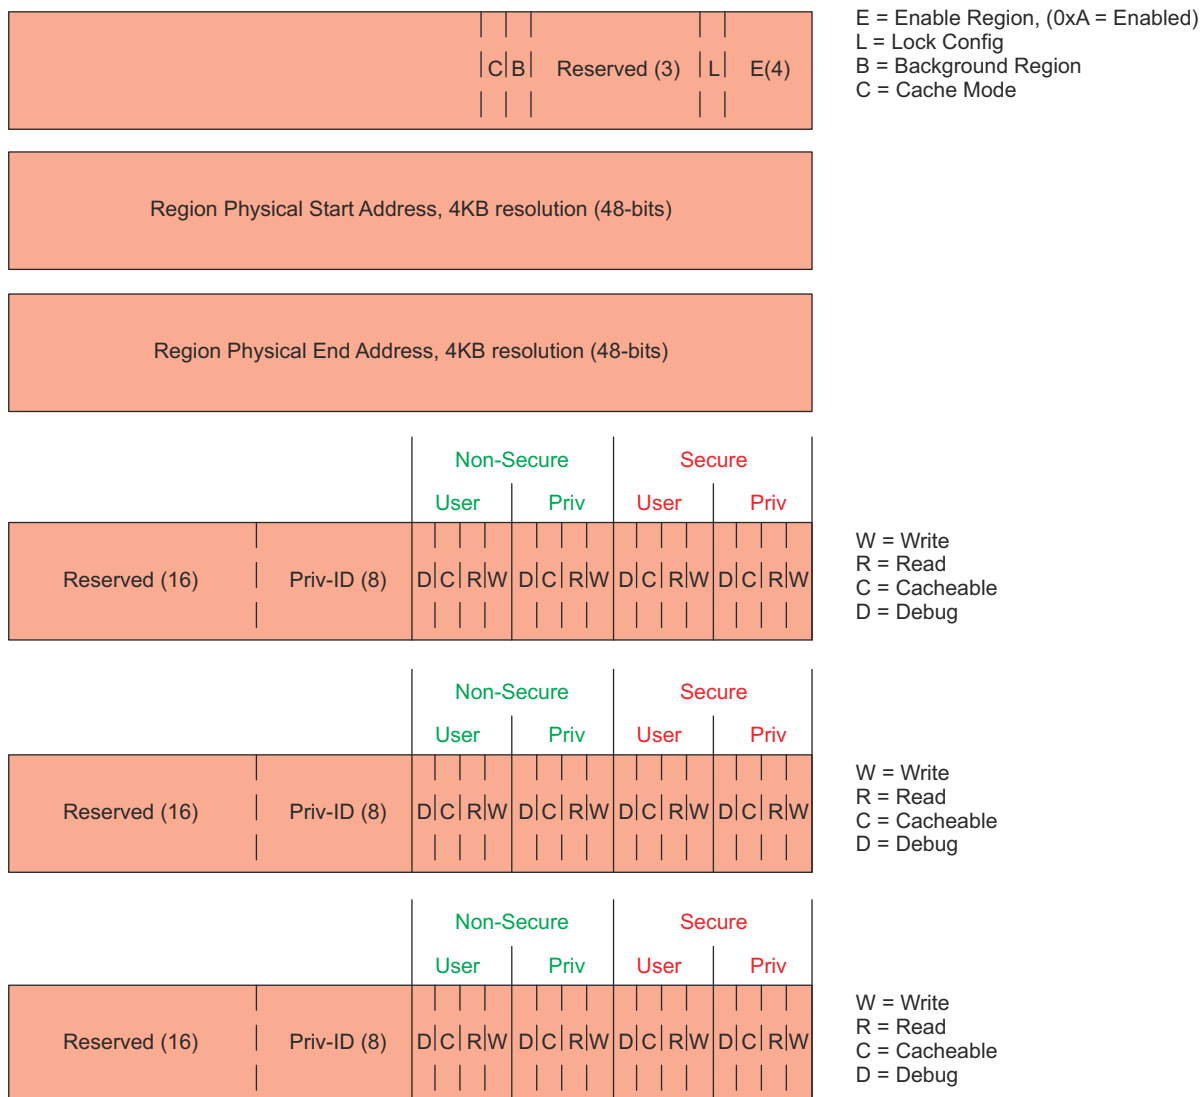 C B Reserved (3) L E(4)
E = Enable Region, (0xA = Enabled)
L = Lock Config
B = Background Region
C = Cache Mode
Region Physical Start Address, 4KB resolution (48-bits)
Region Physical End Address, 4KB resolution (48-bits)
Non-Secure Secure
User Priv User Priv
Reserved (16) Priv-ID (8) D C R W D C R W D C R W D C R W
W = Write
R = Read
C = Cacheable
D = Debug
Non-Secure Secure
User Priv User Priv
Reserved (16) Priv-ID (8) D C R W D C R W D C R W D C R W
W = Write
R = Read
C = Cacheable
D = Debug
Non-Secure Secure
User Priv User Priv
Reserved (16) Priv-ID (8) D C R W D C R W D C R W D C R W
W = Write
R = Read
C = Cacheable
D = Debug